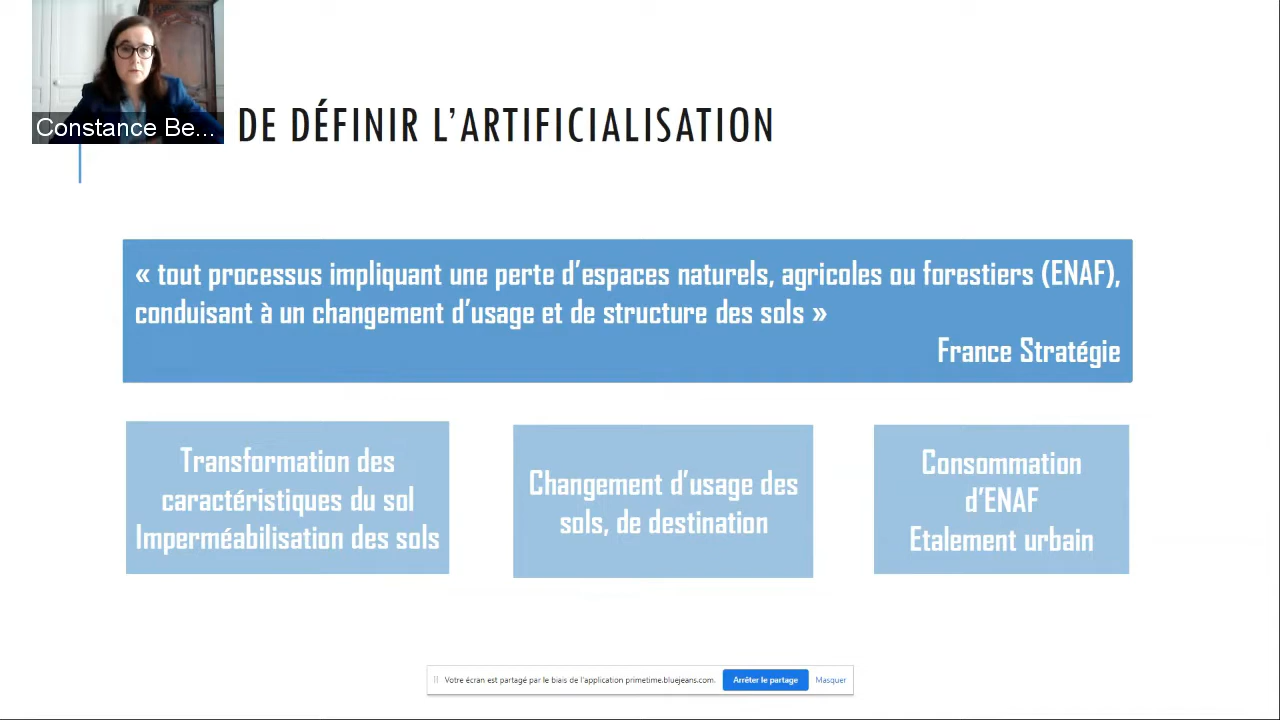 Constance Be...
DE DÉFINIR L'ARTIFICIALISATION
« tout processus impliquant une perte d'espaces naturels, agricoles ou forestiers (ENAF),
conduisant à un changement d'usage et de structure des sols »
France Stratégie
Transformation des
caractéristiques du sol
Imperméabilisation des sols
Changement d'usage des
sols, de destination
Consommation
d'ENAF
Etalement urbain
Votre écran est partagé par le biais de l'application primetime.bluejeans.com.
Arrêter le partage
Masquer